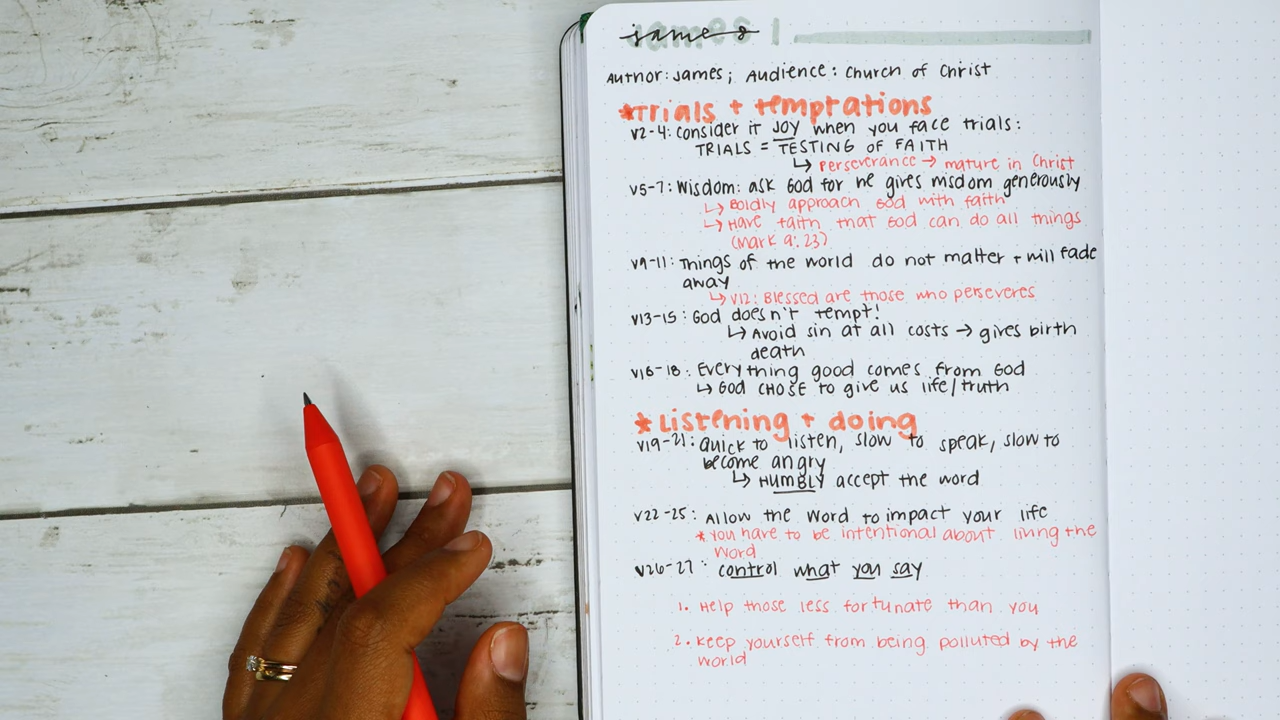 james 1
james
Author: James; Audience: Church of Christ
*Trials + temptations
v2-4: Consider it JOY when you face trials:
TRIALS = TESTING OF FAITH
↳ Perseverance → mature in Christ
v5-7: Wisdom: ask God for he gives wisdom generously
↳ Boldly approach God with faith
↳ Have faith that God can do all things
(Mark 9:23)
v9-11: Things of the world do not matter + will fade
away
↳ v12: Blessed are those who perseveres
v13-15: God doesn't tempt!
↳ Avoid sin at all costs → gives birth
death
v16-18: Everything good comes from God
↳ God CHOSE to give us life/truth
*Listening + doing
v19-21: Quick to listen, slow to speak, slow to
become angry
↳ HUMBLY accept the word
v22-25: Allow the Word to impact your life
*You have to be intentional about living the
Word
v26-27: control what you say
1. Help those less fortunate than you
2. Keep yourself from being polluted by the
world